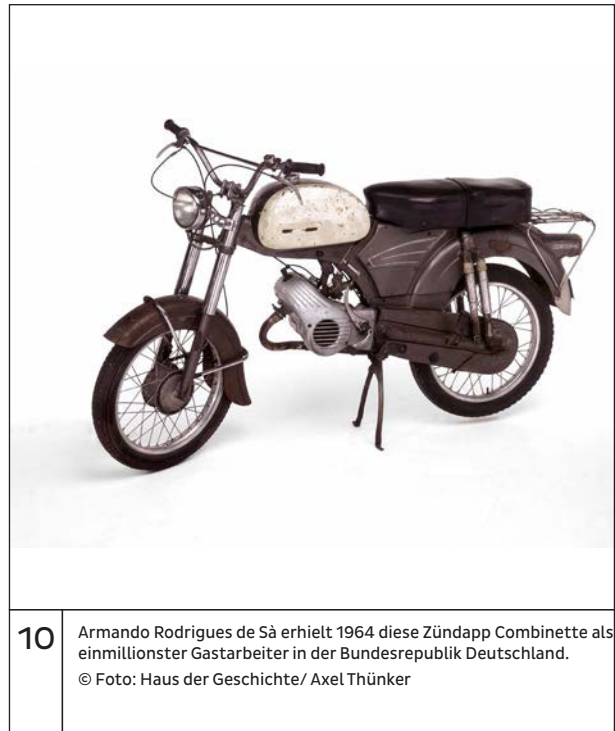 10
Armando Rodrigues de Sà erhielt 1964 diese Zündapp Combinette als
einmillionster Gastarbeiter in der Bundesrepublik Deutschland.
© Foto: Haus der Geschichte/ Axel Thünker